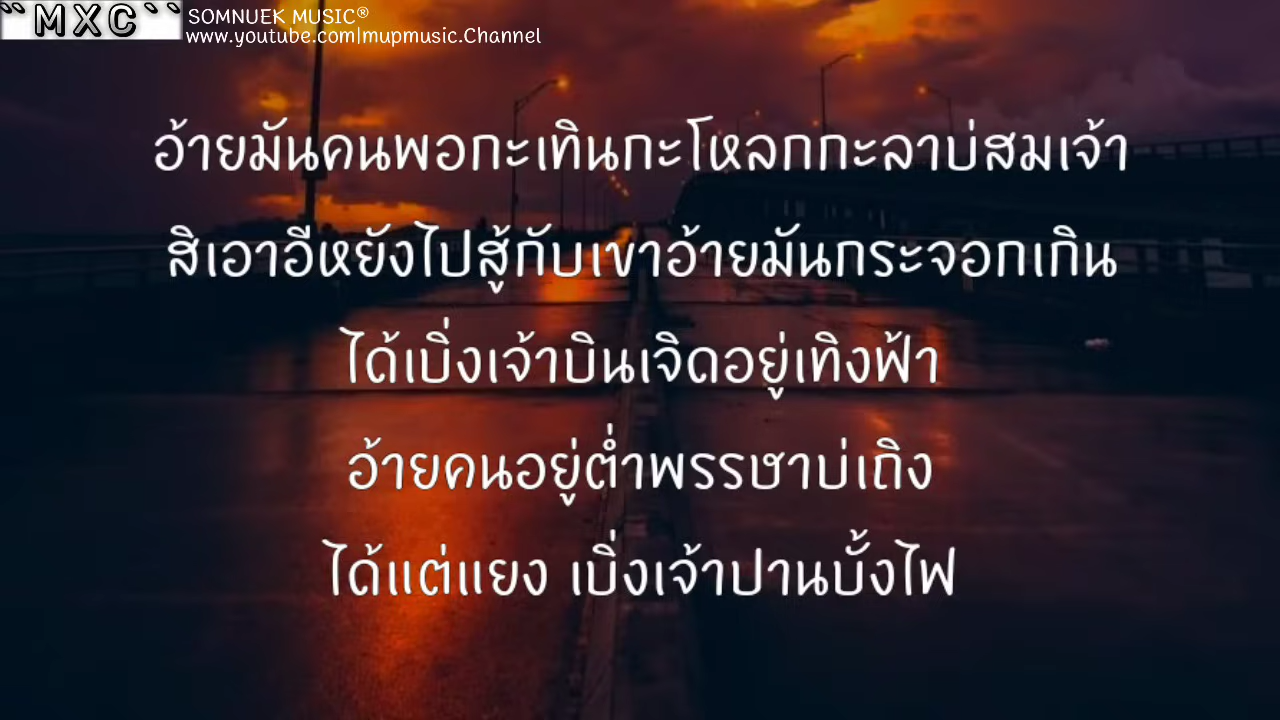 ``MXC``
SOMNUEK MUSIC®
www.youtube.com|mupmusic.Channel
อ้ายมันคนพอกะเทินกะโหลกกะลาบ่สมเจ้า
สิเอาอีหยังไปสู้กับเขาอ้ายมันกระจอกเกิน
ได้เบิ่งเจ้าบินเจิดอยู่เทิงฟ้า
อ้ายคนอยู่ต่ำพรรษาบ่เถิง
ได้แต่แยง เบิ่งเจ้าปานบั้งไฟ